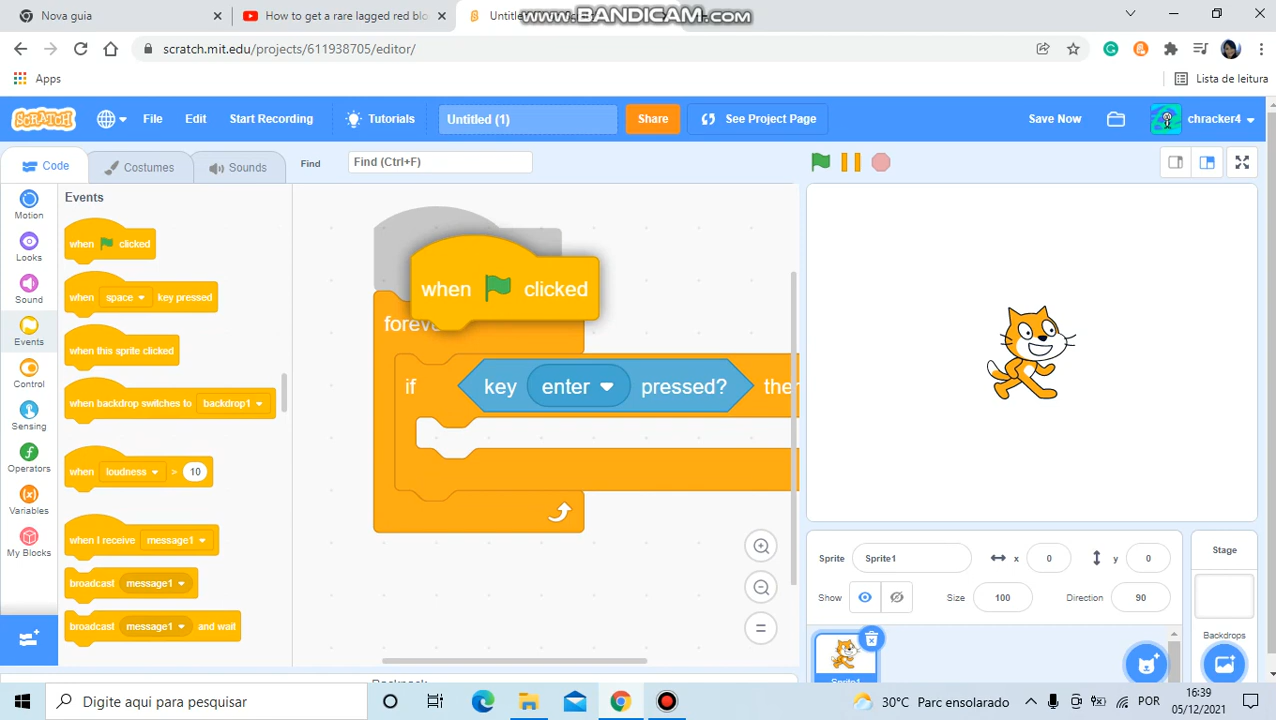 Nova guia
How to get a rare lagged red blo
Untitle
WWW.BANDICAM.COM
scratch.mit.edu/projects/611938705/editor/
Apps
Lista de leitura
SCRATCH
File
Edit
Start Recording
Tutorials
Untitled (1)
Share
See Project Page
Save Now
chracker4
Code
Costumes
Sounds
Find
Find (Ctrl+F)
Motion
Looks
Sound
Events
Control
Sensing
Operators
Variables
My Blocks
Events
when clicked
when space key pressed
when this sprite clicked
when backdrop switches to backdrop1
when loudness > 10
when I receive message1
broadcast message1
broadcast message1 and wait
when clicked
if key enter pressed?
Sprite
Sprite1
x
0
y
0
Show
Size
100
Direction
90
Stage
Backdrops
Sprite1
Digite aqui para pesquisar
30°C Parc ensolarado
POR
16:39
05/12/2021